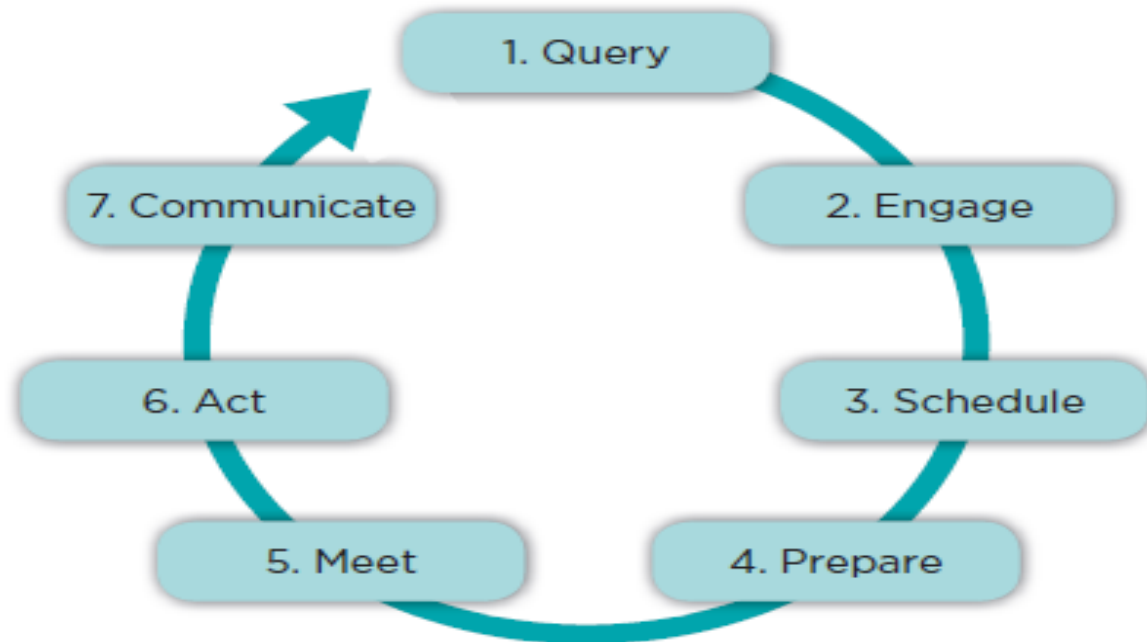 1. Query
2. Engage
3. Schedule
4. Prepare
5. Meet
6. Act
7. Communicate